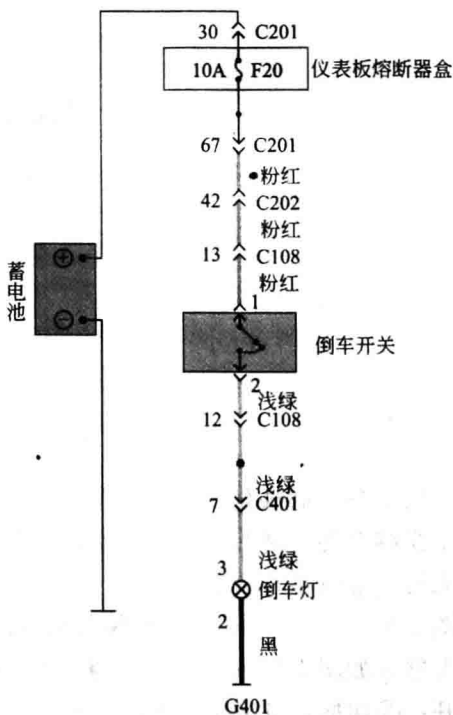 30 C201
10A F20 仪表板熔断器盒
67 C201
粉红
42 C202
粉红
13 C108
粉红
1
蓄电池
倒车开关
2
浅绿
12 C108
浅绿
7 C401
浅绿
3
倒车灯
2
黑
G401